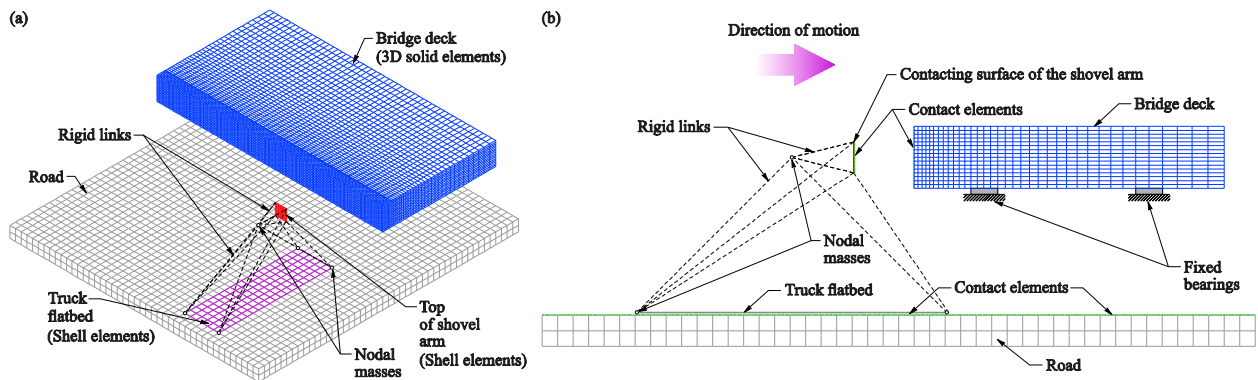 (a)
Bridge deck
(3D solid elements)
Rigid links
Road
Truck
flatbed
(Shell elements)
Top
of shovel
arm
(Shell elements)
Nodal
masses
(b)
Direction of motion
Contacting surface of the shovel arm
Contact elements
Bridge deck
Rigid links
Nodal
masses
Fixed
bearings
Truck flatbed
Contact elements
Road